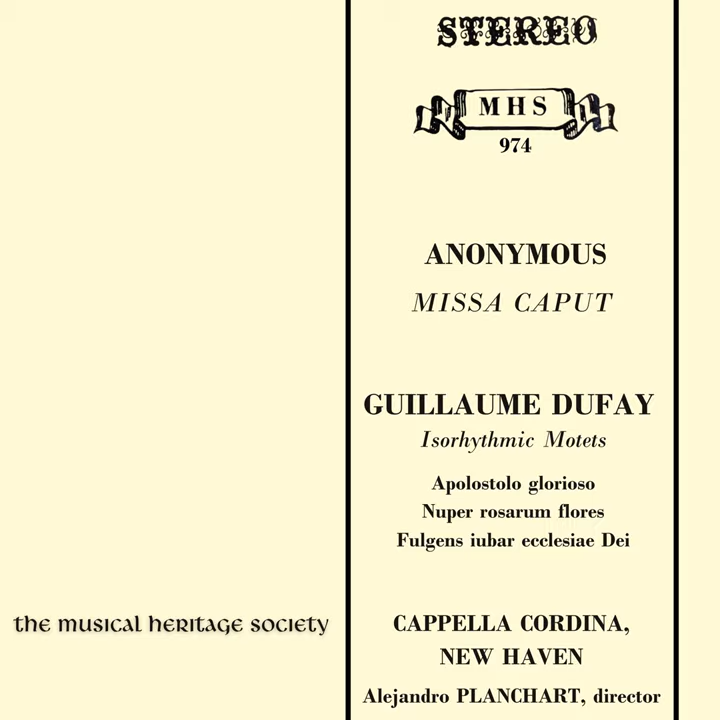 STEREO
MHS
974
ANONYMOUS
MISSA CAPUT
GUILLAUME DUFAY
Isorhythmic Motets
Apolostolo glorioso
Nuper rosarum flores
Fulgens iubar ecclesiae Dei
the musical heritage society
CAPPELLA CORDINA,
NEW HAVEN
Alejandro PLANCHART, director